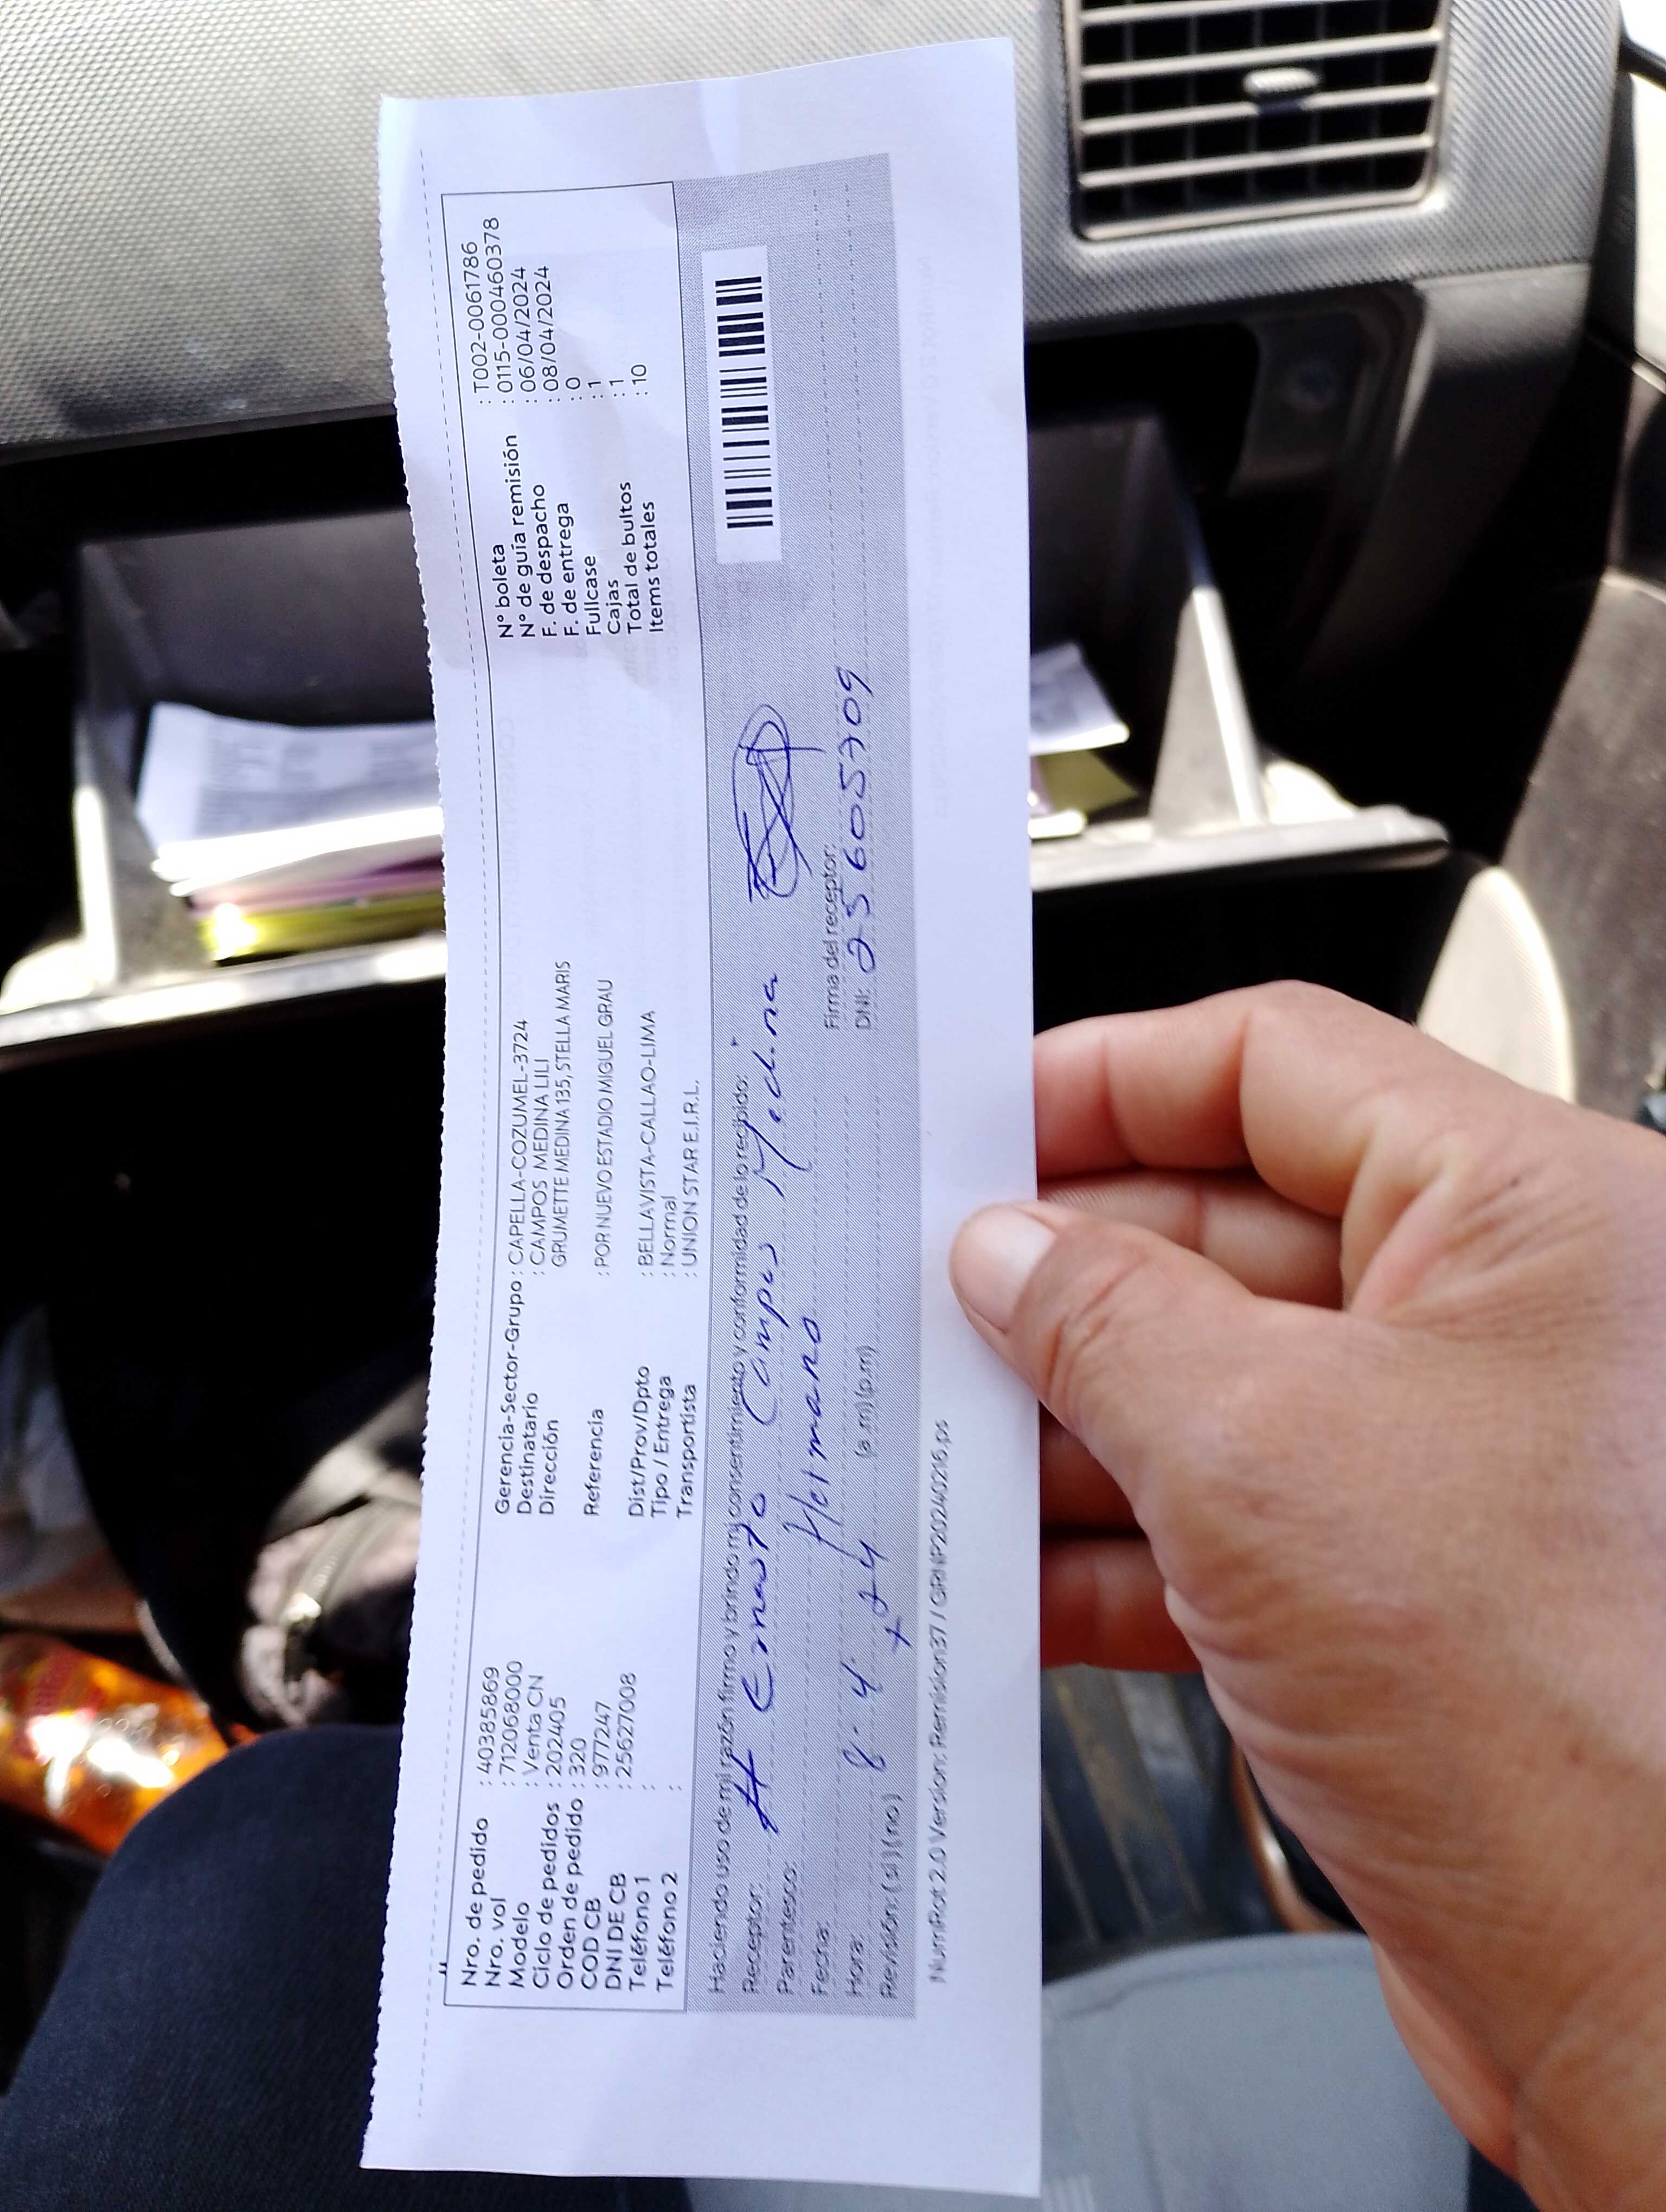 Nro. de pedido : 40385869
Nro. vol : 712068000
Modelo : Venta CN
Ciclo de pedidos : 202405
Orden de pedido : 320
COD CB : 977247
DNI DE CB : 25627008
Teléfono 1 :
Teléfono 2 :
Gerencia-Sector-Grupo : CAPELLA-COZUMEL-3724
Destinatario : CAMPOS MEDINA LILI
Dirección GRUMETTE MEDINA 135, STELLA MARIS
Referencia : POR NUEVO ESTADIO MIGUEL GRAU
Dist/Prov/Dpto : BELLAVISTA-CALLAO-LIMA
Tipo / Entrega : Normal
Transportista : UNION STAR E.I.R.L.
N° boleta : T002-0061786
N° de guía remisión : 0115-000460378
F. de despacho : 06/04/2024
F. de entrega : 08/04/2024
Fullcase : 0
Cajas : 1
Total de bultos : 1
Items totales : 10
Haciendo uso de mi razón firmo y brindo mi consentimiento y conformidad de lo recibido:
Receptor: Ernesto Campos Medina
Parentesco: Hermano
Fecha: 8-4-24
Hora: (a.m)(p.m)
Revisión: (si) (no)
Firma del receptor:
DNI: 25605709
NumRot 2.0 Version: Remision37 / GRNP20240216.ps